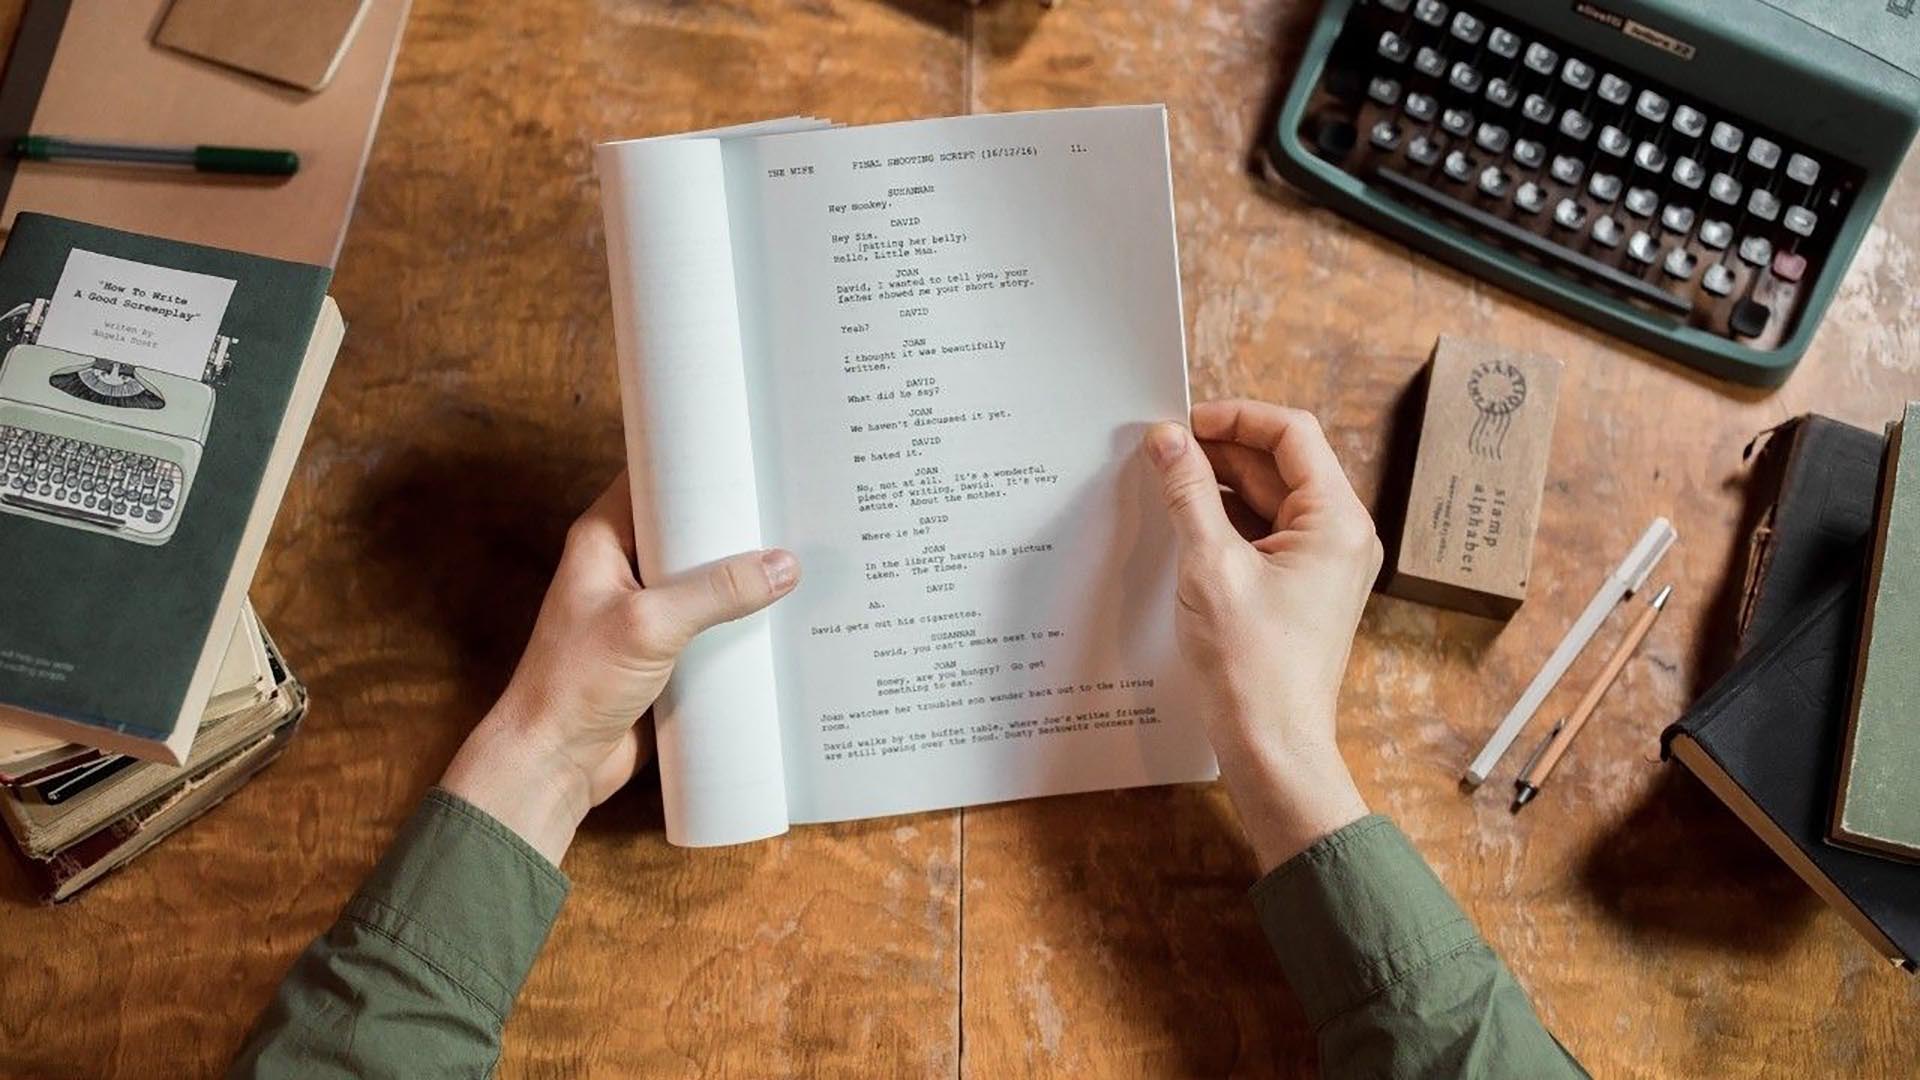 THE WIFE FINAL SHOOTING SCRIPT (16/12/16) 11.
SUSANNAH
Hey monkey.
DAVID
Hey Sis.
(patting her belly)
Hello, Little Man.
JOAN
David, I wanted to tell you, your
father showed me your short story.
DAVID
Yeah?
JOAN
I thought it was beautifully
written.
DAVID
What did he say?
JOAN
We haven't discussed it yet.
DAVID
He hated it.
JOAN
No, not at all. It's a wonderful
piece of writing, David. It's very
astute. About the mother.
DAVID
Where is he?
JOAN
In the library having his picture
taken. The Times.
DAVID
Ah.
David gets out his cigarettes.
SUSANNAH
David, you can't smoke next to me.
JOAN
Honey, are you hungry? Go get
something to eat.
Joan watches her troubled son wander back out to the living
room.
David walks by the buffet table, where Joe's writer friends
are still pawing over the food. Dusty Berkowitz corners him.
"How To Write
A Good Screenplay"
writen by
Angela Scott
will help you write
olivetti
lettera 22
stamp
alphabet